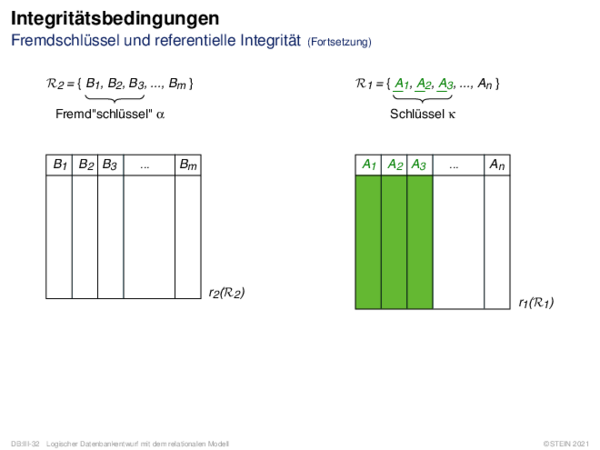 Integritätsbedingungen
Fremdschlüssel und referentielle Integrität (Fortsetzung)
R2 = { B1, B2, B3, ..., Bm }
Fremd"schlüssel" α
B1 B2 B3 ... Bm
r2(R2)
R1 = { A1, A2, A3, ..., An }
Schlüssel κ
A1 A2 A3 ... An
r1(R1)
DB:III-32 Logischer Datenbankentwurf mit dem relationalen Modell ©STEIN 2021